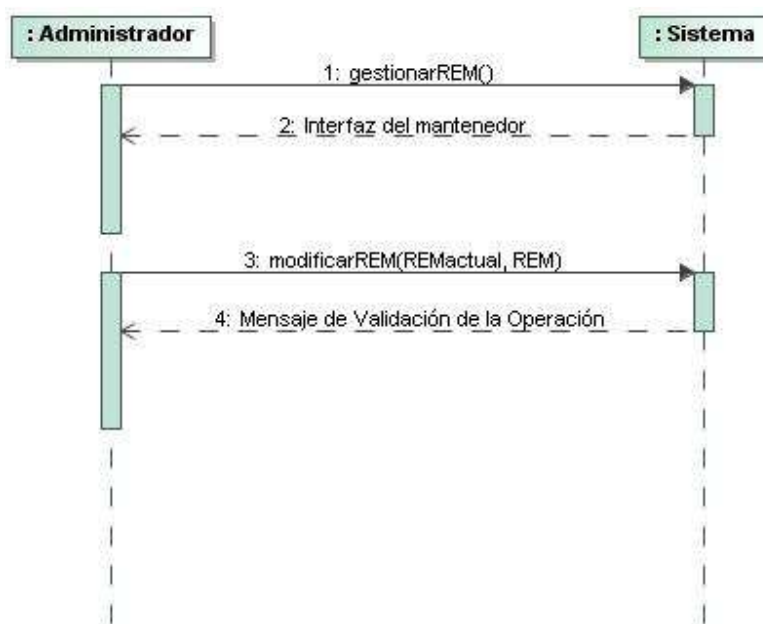 : Administrador
: Sistema
1: gestionarREM()
2: Interfaz del mantenedor
3: modificarREM(REMactual, REM)
4: Mensaje de Validación de la Operación